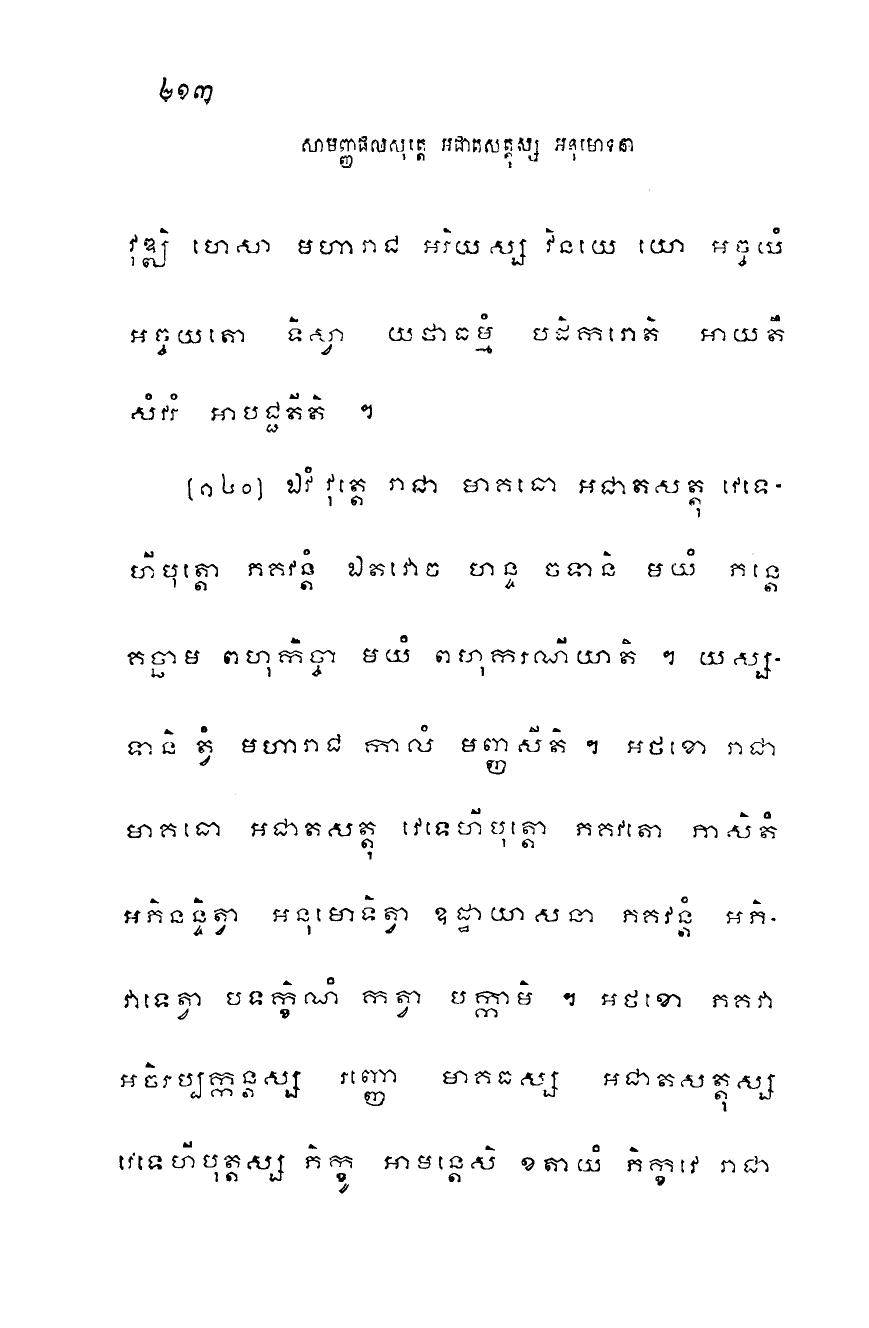 ២១៣
សាមញ្ញផលសុត្តេ អជាតសត្តុស្ស អនុមោទនា
វុឌ្ឍិ ហេសា មហារាជ អរិយស្ស វិនយេ យោ អច្ចយំ
អច្ចយតោ ទិស្វា យថាធម្មំ បដិករោតិ អាយតឹ
សំវរំ អាបជ្ជតីតិ ។
[១៤០] ឯវំ វុត្តេ រាជា មាគធោ អជាតសត្តុ វេទេ-
ហីបុត្តោ ភគវន្តំ ឯតវោច ហន្ទ ចទានិ មយំ ភន្តេ
គច្ឆាម ពហុកិច្ចា មយំ ពហុករណីយាតិ ។ យស្ស-
ទានិ ត្វំ មហារាជ កាលំ មញ្ញសីតិ ។ អថខោ រាជា
មាគធោ អជាតសត្តុ វេទេហីបុត្តោ ភគវតោ ភាសិតំ
អភិនន្ទិត្វា អនុមោទិត្វា ឧដ្ឋាយាសនា ភគវន្តំ អភិ-
វាទេត្វា បទក្ខិណំ កត្វា បក្កាមិ ។ អថខោ ភគវា
អចិរប្បក្កន្តស្ស រញ្ញោ មាគធស្ស អជាតសត្តុស្ស
វេទេហីបុត្តស្ស ភិក្ខូ អាមន្តេសិ ខតាយំ ភិក្ខវេ រាជា